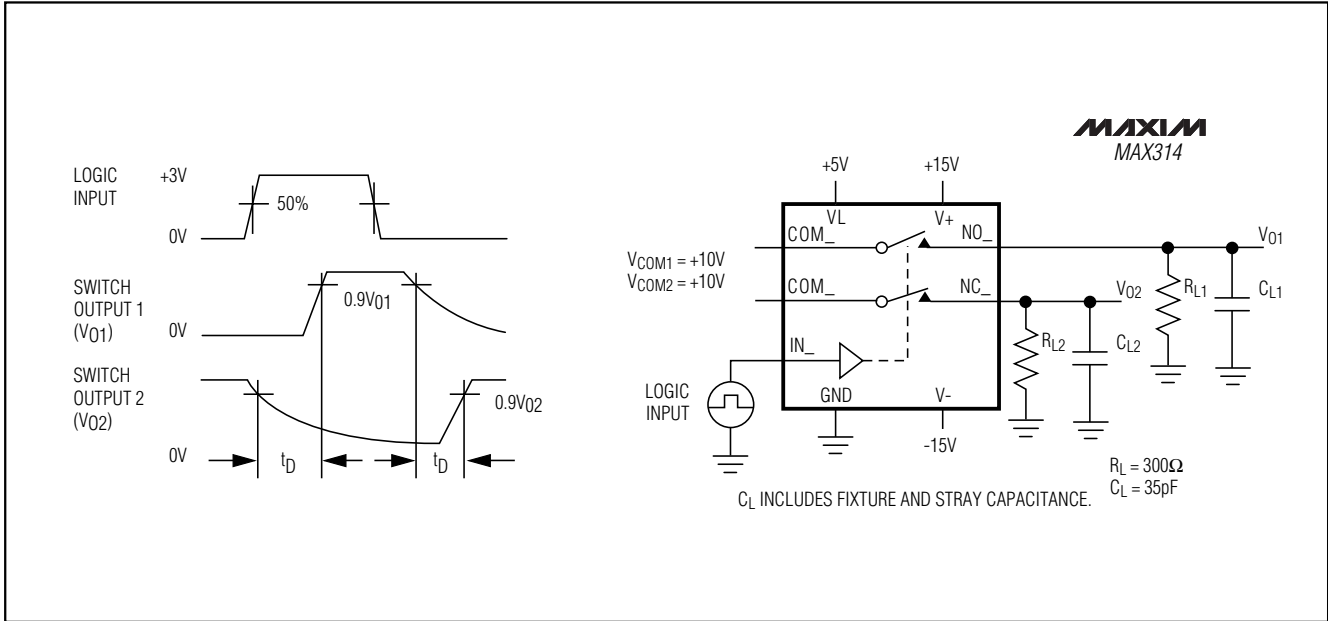 LOGIC
INPUT
+3V
50%
0V
SWITCH
OUTPUT 1
(VO1)
0.9V01
0V
SWITCH
OUTPUT 2
(VO2)
0.9V02
0V
tD
tD
MAXIM
MAX314
+5V
+15V
VL
V+
COM_
NO_
VO1
VCOM1 = +10V
VCOM2 = +10V
COM_
NC_
VO2
RL1
CL1
RL2
CL2
IN_
LOGIC
INPUT
GND
V-
-15V
RL = 300Ω
CL = 35pF
CL INCLUDES FIXTURE AND STRAY CAPACITANCE.